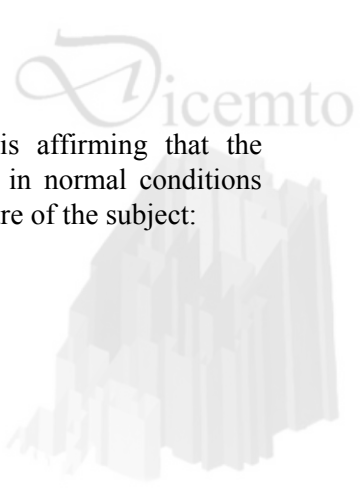 Dicemto
is affirming that the
in normal conditions
re of the subject: